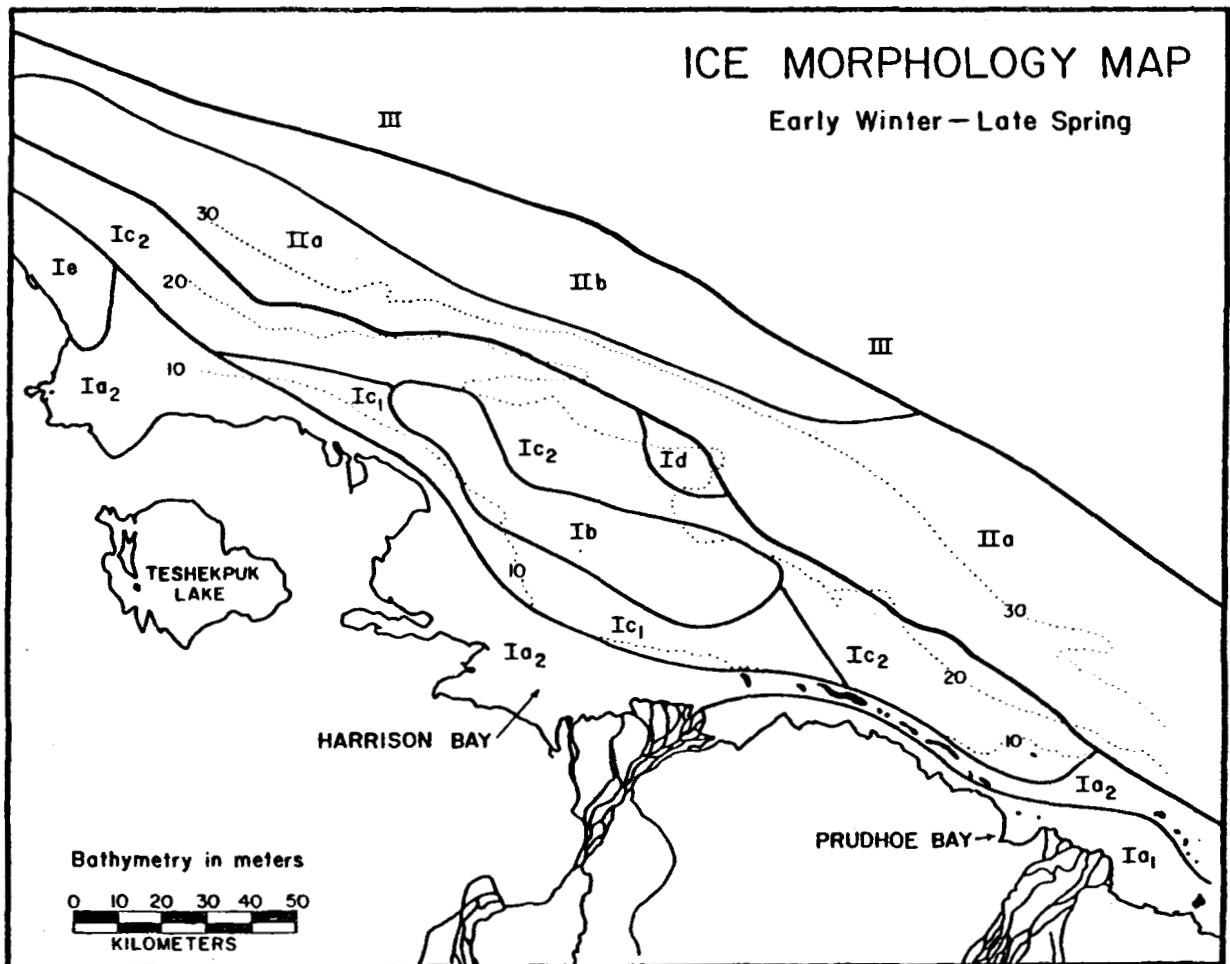 ICE MORPHOLOGY MAP
Early Winter — Late Spring
III
30
IIa
Ic2
IIb
Ie
20
III
10
Ia2
Ic1
Ic2
Id
Ib
IIa
TESHEKPUK
LAKE
10
30
Ic1
Ia2
Ic2
20
HARRISON BAY
10
Ia2
PRUDHOE BAY
Ia1
Bathymetry in meters
0 10 20 30 40 50
KILOMETERS